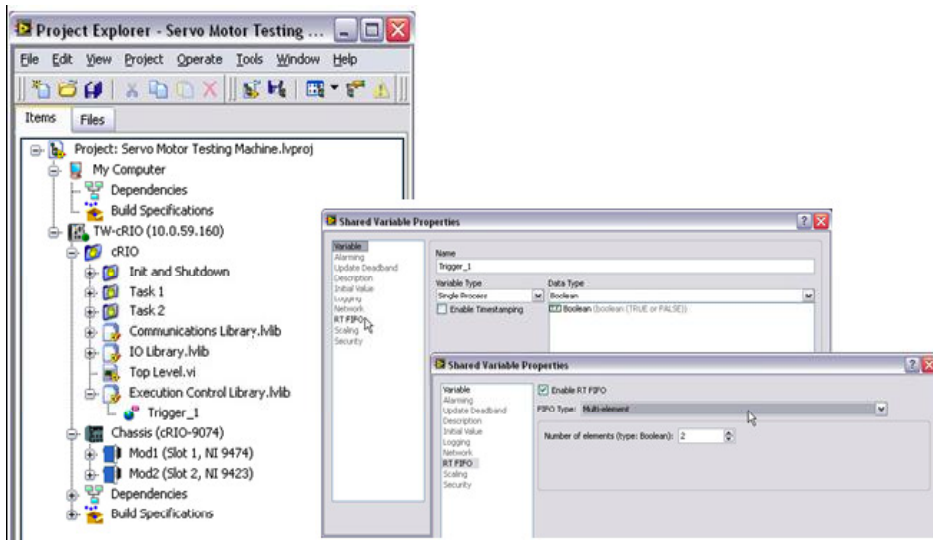 Project Explorer - Servo Motor Testing ...
File Edit View Project Operate Tools Window Help
Items Files
Project: Servo Motor Testing Machine.lvproj
My Computer
Dependencies
Build Specifications
TW-cRIO (10.0.59.160)
cRIO
Init and Shutdown
Task 1
Task 2
Communications Library.lvlib
IO Library.lvlib
Top Level.vi
Execution Control Library.lvlib
Trigger_1
Chassis (cRIO-9074)
Mod1 (Slot 1, NI 9474)
Mod2 (Slot 2, NI 9423)
Dependencies
Build Specifications
Shared Variable Properties
Variable
Alarming
Update Deadband
Description
Initial Value
Logging
Network
RT FIFO
Scaling
Security
Name
Trigger_1
Variable Type Data Type
Single Process Boolean
Enable Timestamping Boolean (boolean (TRUE or FALSE))
Shared Variable Properties
Variable
Alarming
Update Deadband
Description
Initial Value
Logging
Network
RT FIFO
Scaling
Security
Enable RT FIFO
FIFO Type: Multi-element
Number of elements (type: Boolean): 2